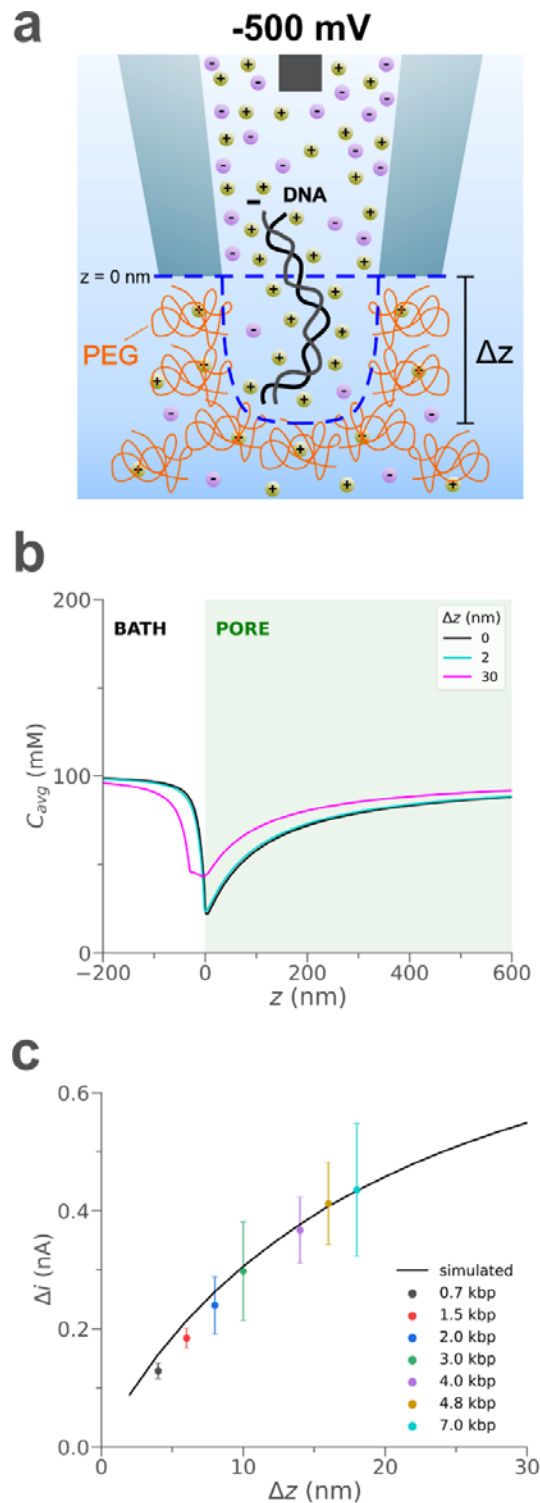 a
-500 mV
DNA
z = 0 nm
PEG
Δz
b
200
BATH
PORE
Δz (nm)
0
2
30
C_avg (mM)
100
0
−200
0
200
400
600
z (nm)
c
0.6
Δi (nA)
0.4
0.2
0.0
simulated
0.7 kbp
1.5 kbp
2.0 kbp
3.0 kbp
4.0 kbp
4.8 kbp
7.0 kbp
0
10
20
30
Δz (nm)